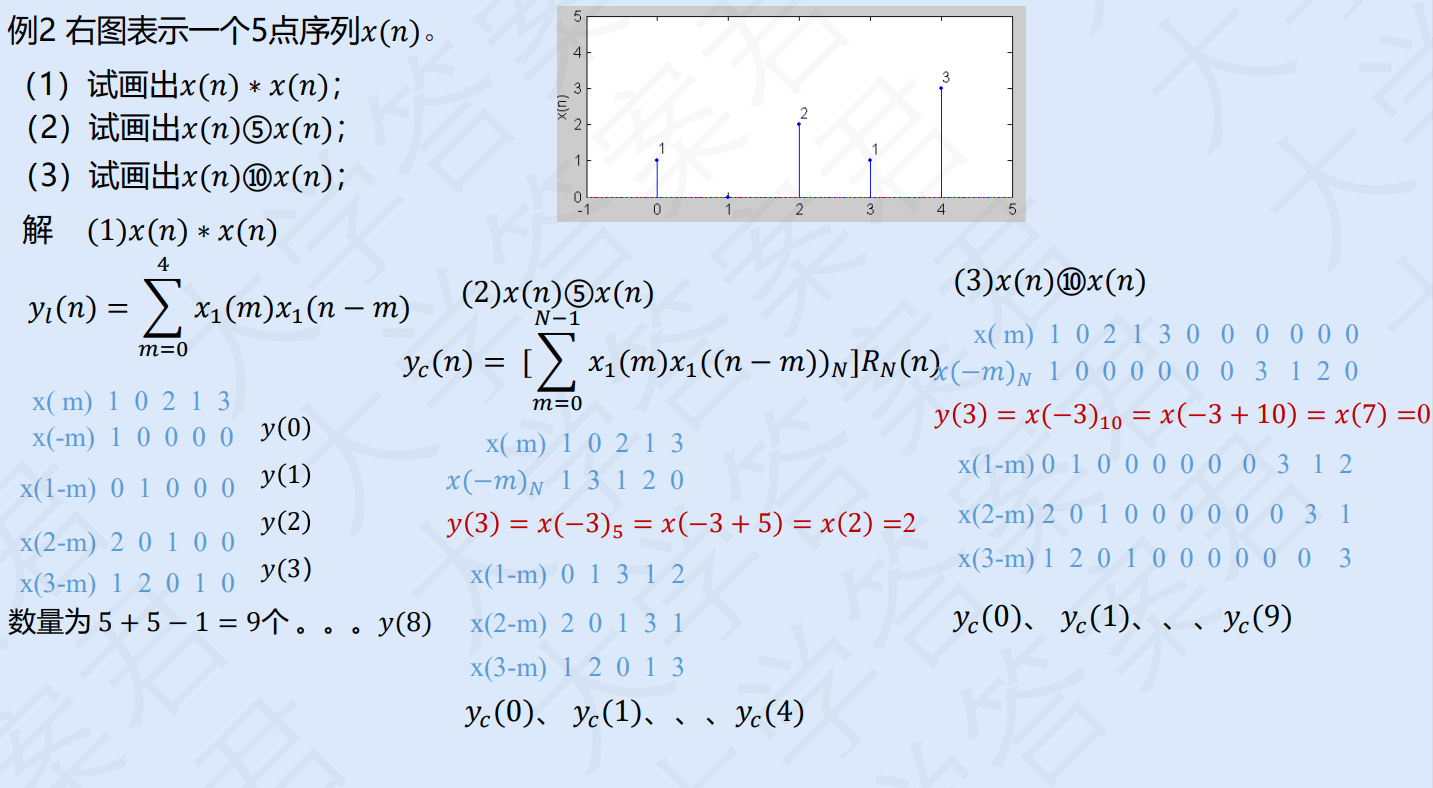 例2 右图表示一个5点序列x(n)。
（1）试画出x(n) ∗ x(n)；
（2）试画出x(n)⑤x(n)；
（3）试画出x(n)⑩x(n)；
x(n)
5
4
3
2
1
0
-1 0 1 2 3 4 5
1
2
1
3
解 (1)x(n) ∗ x(n)
y_l(n) = ∑_{m=0}^{4} x_1(m)x_1(n − m)
x( m) 1 0 2 1 3
x(-m) 1 0 0 0 0 y(0)
x(1-m) 0 1 0 0 0 y(1)
x(2-m) 2 0 1 0 0 y(2)
x(3-m) 1 2 0 1 0 y(3)
数量为 5 + 5 − 1 = 9个 。。。y(8)
(2)x(n)⑤x(n)
y_c(n) = [∑_{m=0}^{N−1} x_1(m)x_1((n − m))_N]R_N(n)
x( m) 1 0 2 1 3
x(−m)_N 1 3 1 2 0
y(3) = x(−3)_5 = x(−3 + 5) = x(2) =2
x(1-m) 0 1 3 1 2
x(2-m) 2 0 1 3 1
x(3-m) 1 2 0 1 3
y_c(0)、 y_c(1)、、、y_c(4)
(3)x(n)⑩x(n)
x( m) 1 0 2 1 3 0 0 0 0 0 0
x(−m)_N 1 0 0 0 0 0 0 3 1 2 0
y(3) = x(−3)_10 = x(−3 + 10) = x(7) =0
x(1-m) 0 1 0 0 0 0 0 0 3 1 2
x(2-m) 2 0 1 0 0 0 0 0 0 3 1
x(3-m) 1 2 0 1 0 0 0 0 0 0 3
y_c(0)、 y_c(1)、、、y_c(9)
大学答案君